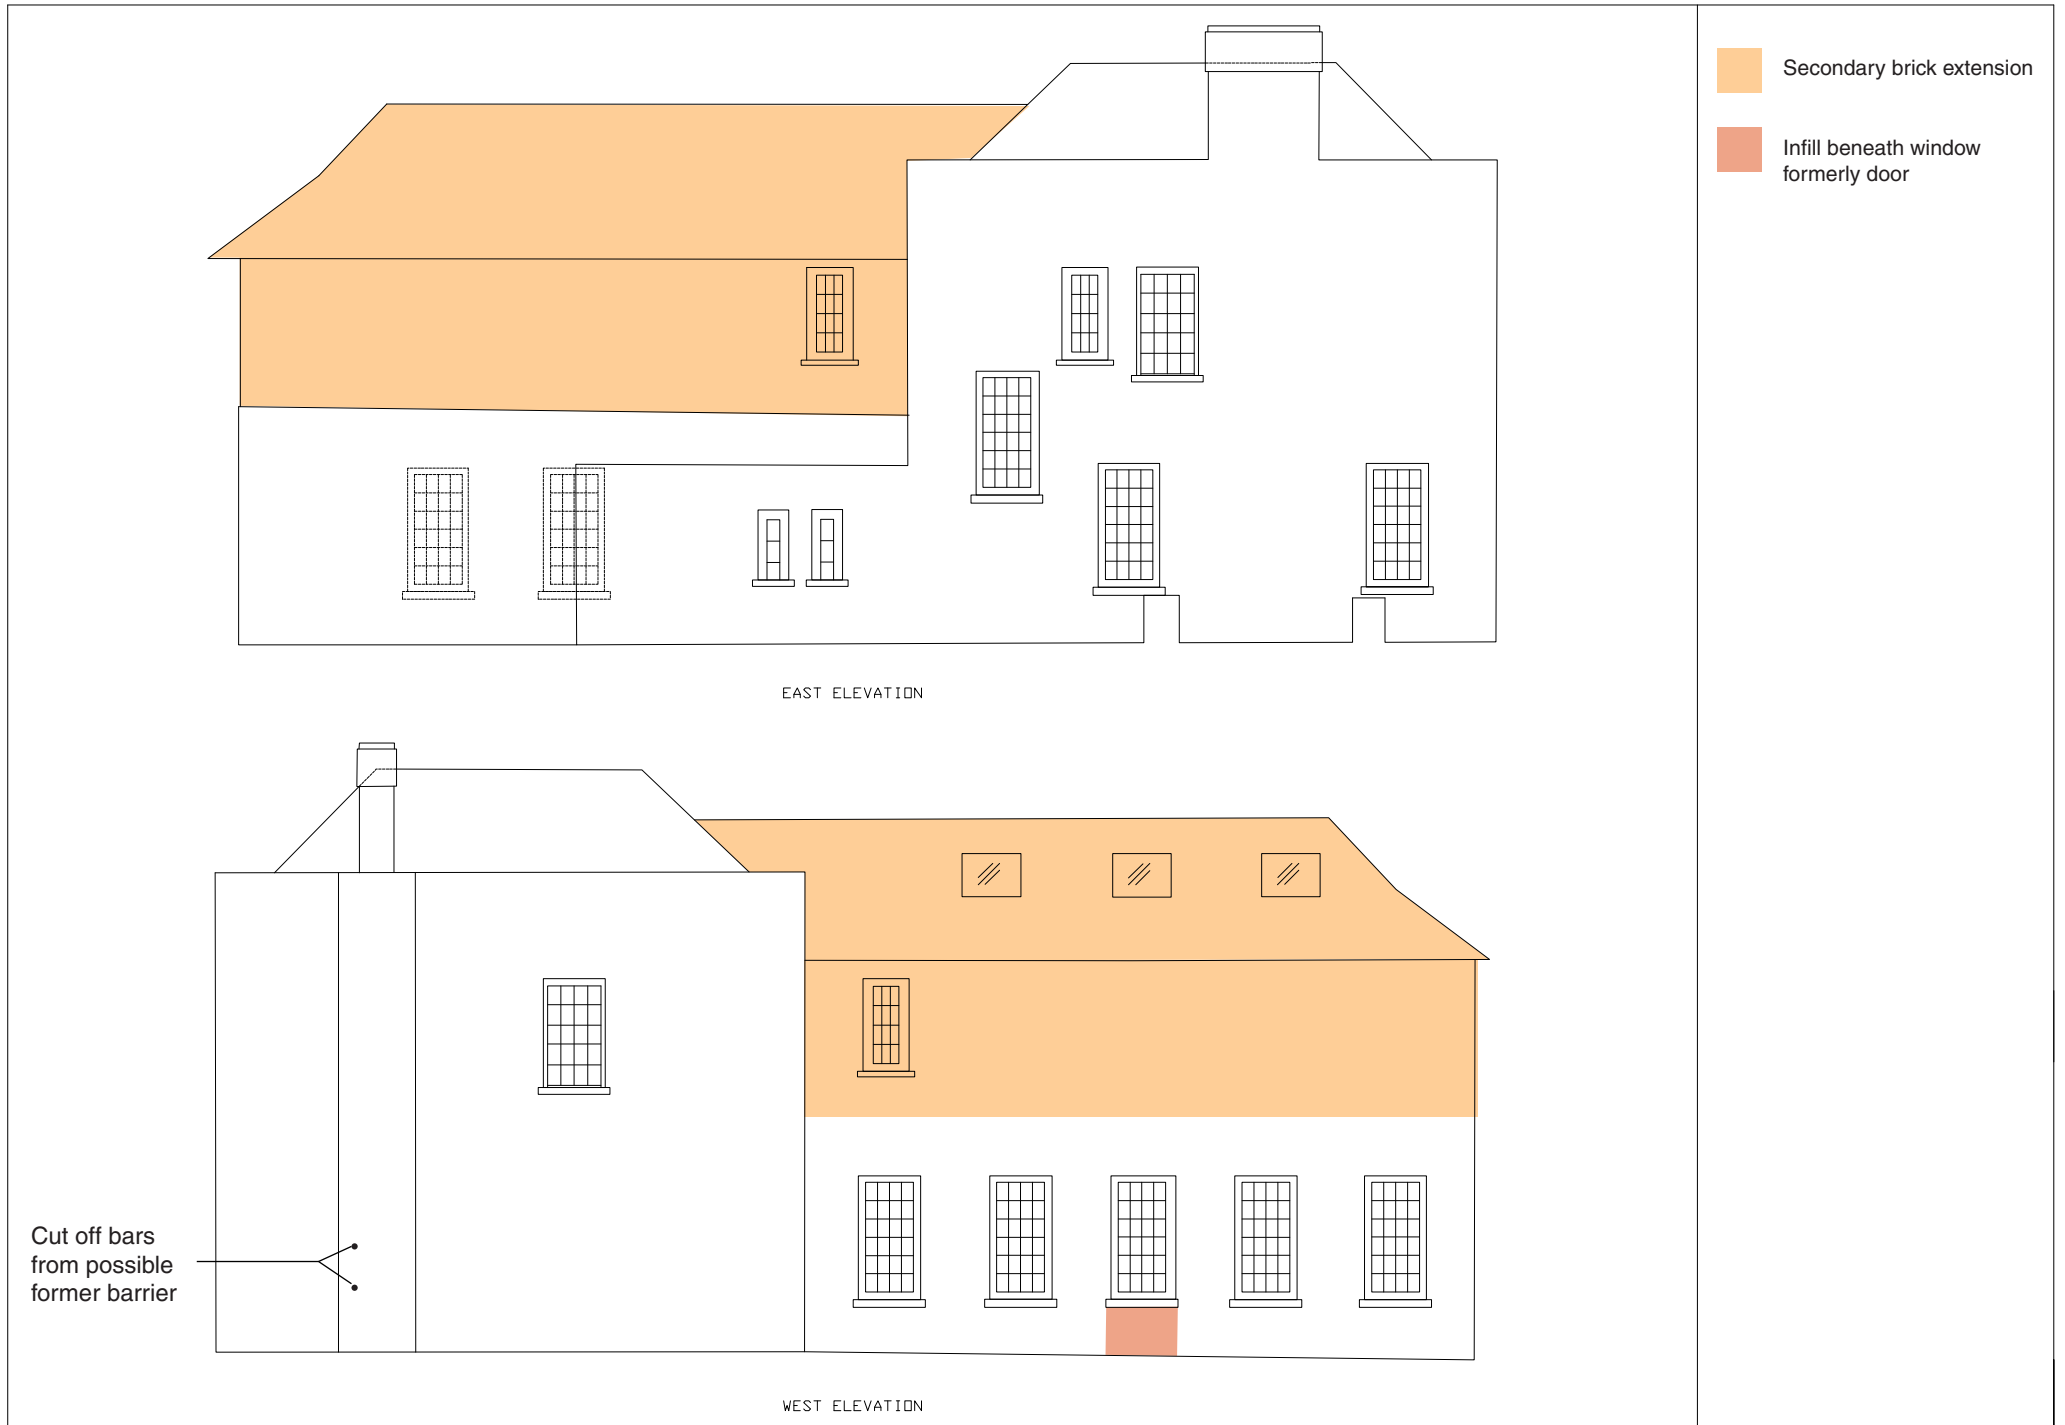 Secondary brick extension
Infill beneath window
formerly door
EAST ELEVATION
Cut off bars
from possible
former barrier
WEST ELEVATION